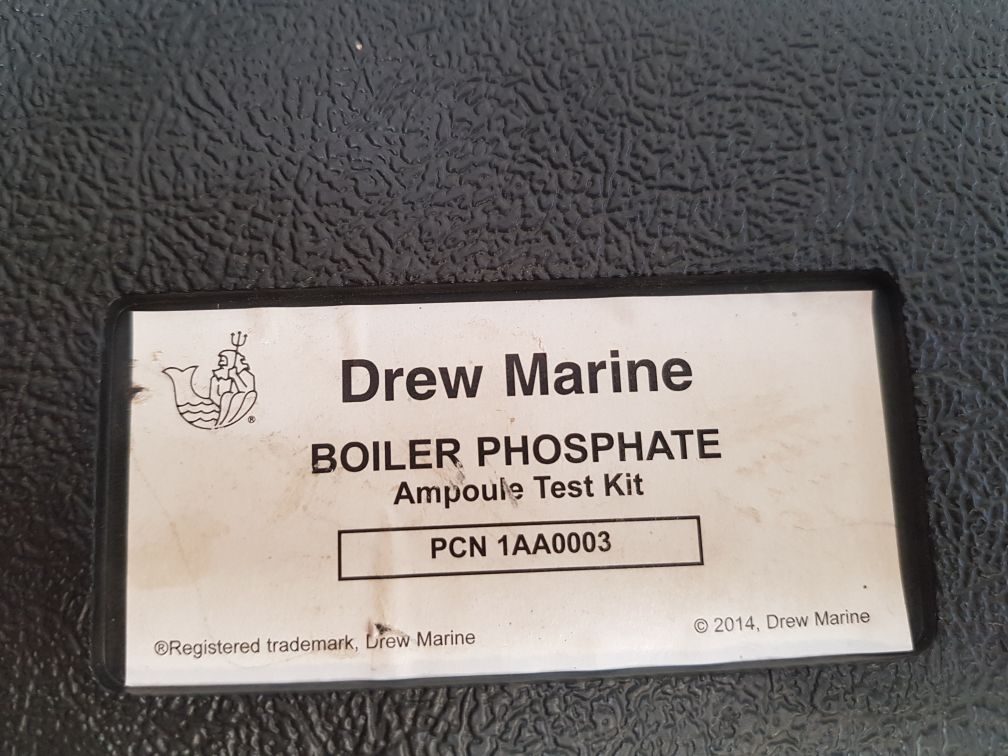 ®
Drew Marine
BOILER PHOSPHATE
Ampoule Test Kit
PCN 1AA0003
®Registered trademark, Drew Marine
© 2014, Drew Marine